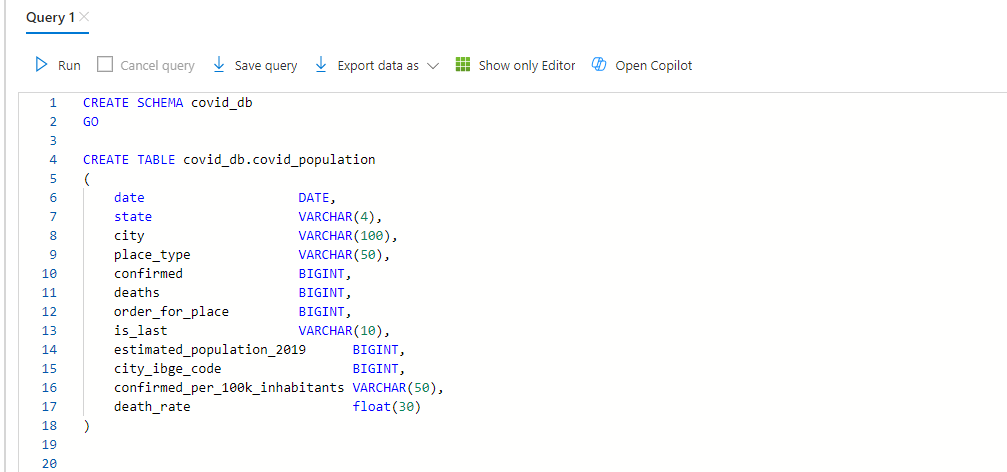 Query 1
Run Cancel query Save query Export data as Show only Editor Open Copilot
1 CREATE SCHEMA covid_db
2 GO
3
4 CREATE TABLE covid_db.covid_population
5 (
6 date DATE,
7 state VARCHAR(4),
8 city VARCHAR(100),
9 place_type VARCHAR(50),
10 confirmed BIGINT,
11 deaths BIGINT,
12 order_for_place BIGINT,
13 is_last VARCHAR(10),
14 estimated_population_2019 BIGINT,
15 city_ibge_code BIGINT,
16 confirmed_per_100k_inhabitants VARCHAR(50),
17 death_rate float(30)
18 )
19
20